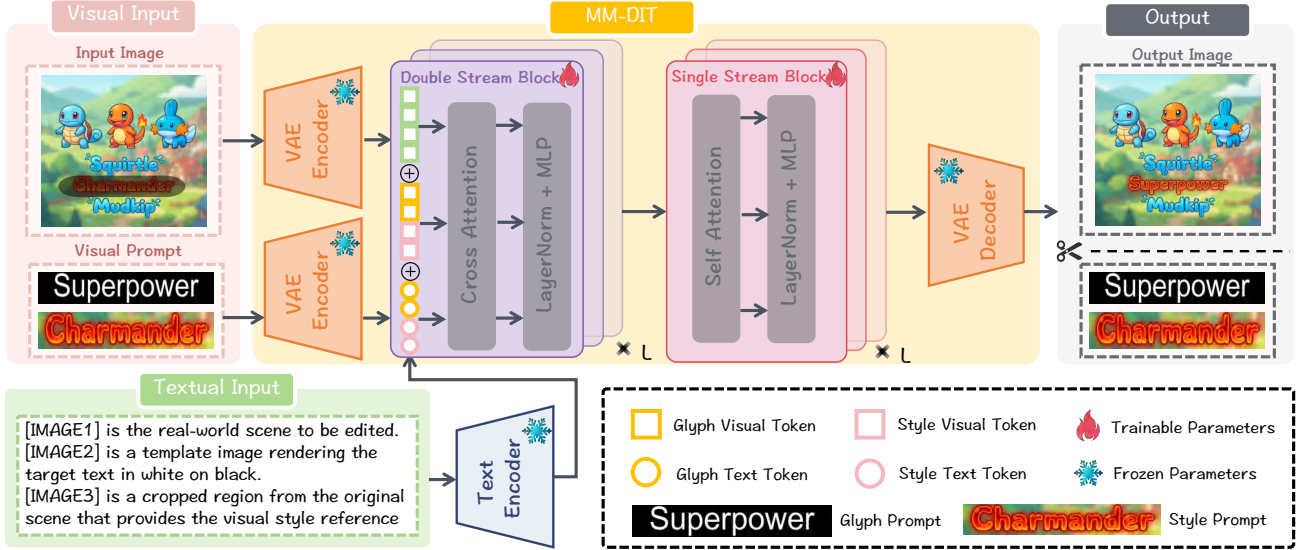 Visual Input
MM-DIT
Output
Input Image
Squirtle
Charmander
Mudkip
Visual Prompt
Superpower
Charmander
VAE Encoder
VAE Encoder
Double Stream Block
Cross Attention
LayerNorm + MLP
× L
Single Stream Block
Self Attention
LayerNorm + MLP
× L
VAE Decoder
Output Image
Squirtle
Superpower
Mudkip
Superpower
Charmander
Textual Input
[IMAGE1] is the real-world scene to be edited.
[IMAGE2] is a template image rendering the
target text in white on black.
[IMAGE3] is a cropped region from the original
scene that provides the visual style reference
Text Encoder
Glyph Visual Token
Style Visual Token
Trainable Parameters
Glyph Text Token
Style Text Token
Frozen Parameters
Superpower
Glyph Prompt
Charmander
Style Prompt